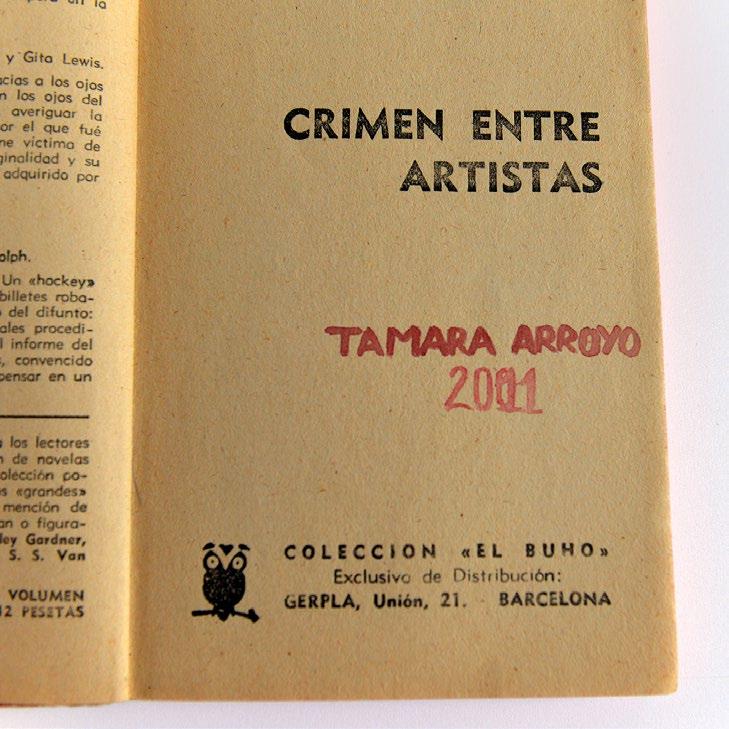 y Gita Lewis.
cias a los ojos
n los ojos del
averiguar la
or el que fué
ne víctima de
ginalidad y su
adquirido por
olph.
Un «hockey»
billetes roba-
del difunto:
ales procedi-
l informe del
s, convencido
pensar en un
los lectores
n de novelas
olección po-
os «grandes»
mención de
an o figura-
ley Gardner,
S. S. Van
VOLUMEN
12 PESETAS
CRIMEN ENTRE
ARTISTAS
TAMARA ARROYO
COLECCION «EL BUHO»
Exclusiva de Distribución:
GERPLA, Unión, 21. - BARCELONA